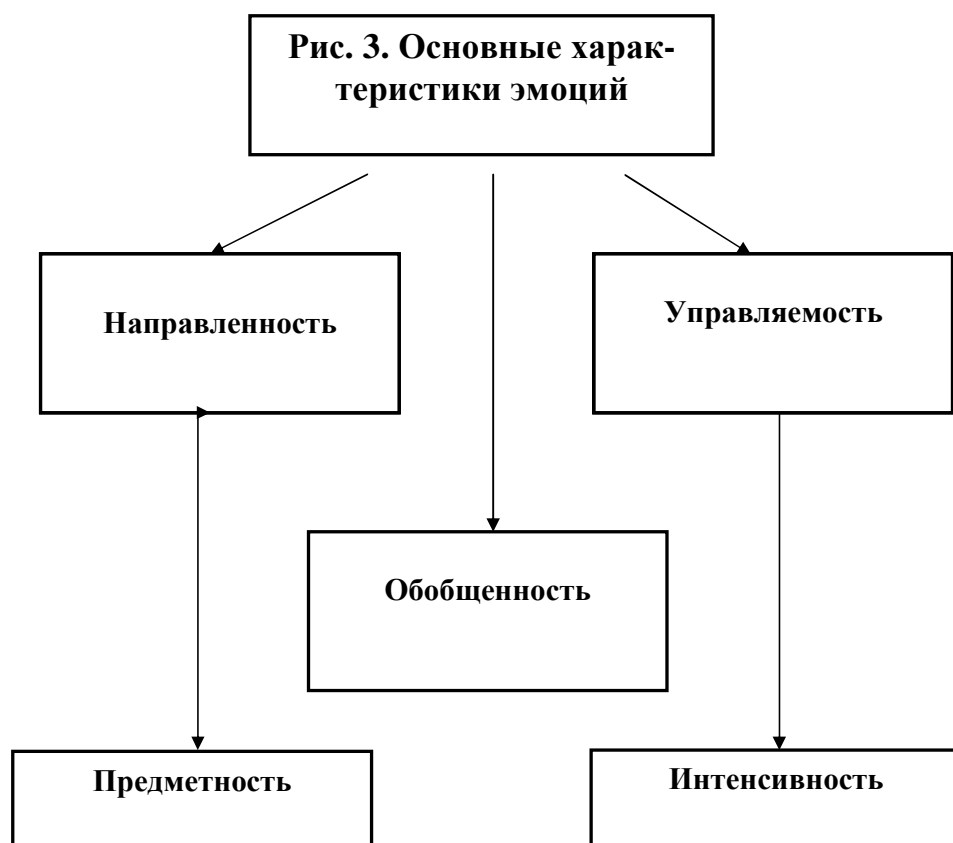 Рис. 3. Основные харак-
теристики эмоций
Направленность
Управляемость
Обобщенность
Предметность
Интенсивность